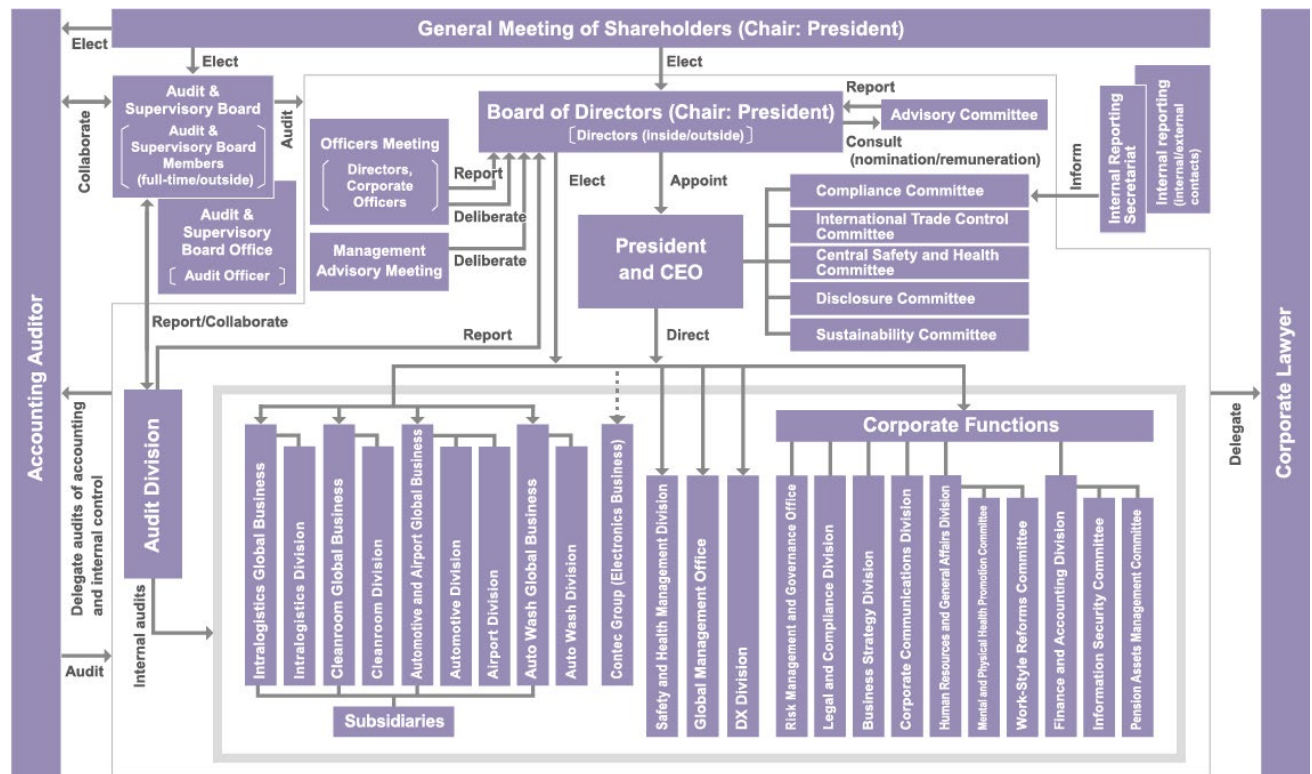 General Meeting of Shareholders (Chair: President)
Elect
Elect
Elect
Audit &
Supervisory Board
Audit &
Supervisory Board
Members
(full-time/outside)
Collaborate
Audit
Audit &
Supervisory
Board Office
Audit Officer
Officers Meeting
Directors,
Corporate
Officers
Report
Deliberate
Management
Advisory Meeting
Deliberate
Board of Directors (Chair: President)
Directors (inside/outside)
Report
Advisory Committee
Consult
(nomination/remuneration)
Elect
Appoint
President
and CEO
Compliance Committee
International Trade Control
Committee
Central Safety and Health
Committee
Disclosure Committee
Sustainability Committee
Inform
Internal Reporting
Secretariat
Internal reporting
(internal/external
contacts)
Report/Collaborate
Report
Direct
Accounting Auditor
Corporate Lawyer
Delegate
Delegate audits of accounting
and internal control
Audit
Audit Division
Internal audits
Intralogistics Global Business
Intralogistics Division
Cleanroom Global Business
Cleanroom Division
Automotive and Airport Global Business
Automotive Division
Airport Division
Auto Wash Global Business
Auto Wash Division
Subsidiaries
Contec Group (Electronics Business)
Safety and Health Management Division
Global Management Office
DX Division
Corporate Functions
Risk Management and Governance Office
Legal and Compliance Division
Business Strategy Division
Corporate Communications Division
Human Resources and General Affairs Division
Mental and Physical Health Promotion Committee
Work-Style Reforms Committee
Finance and Accounting Division
Information Security Committee
Pension Assets Management Committee